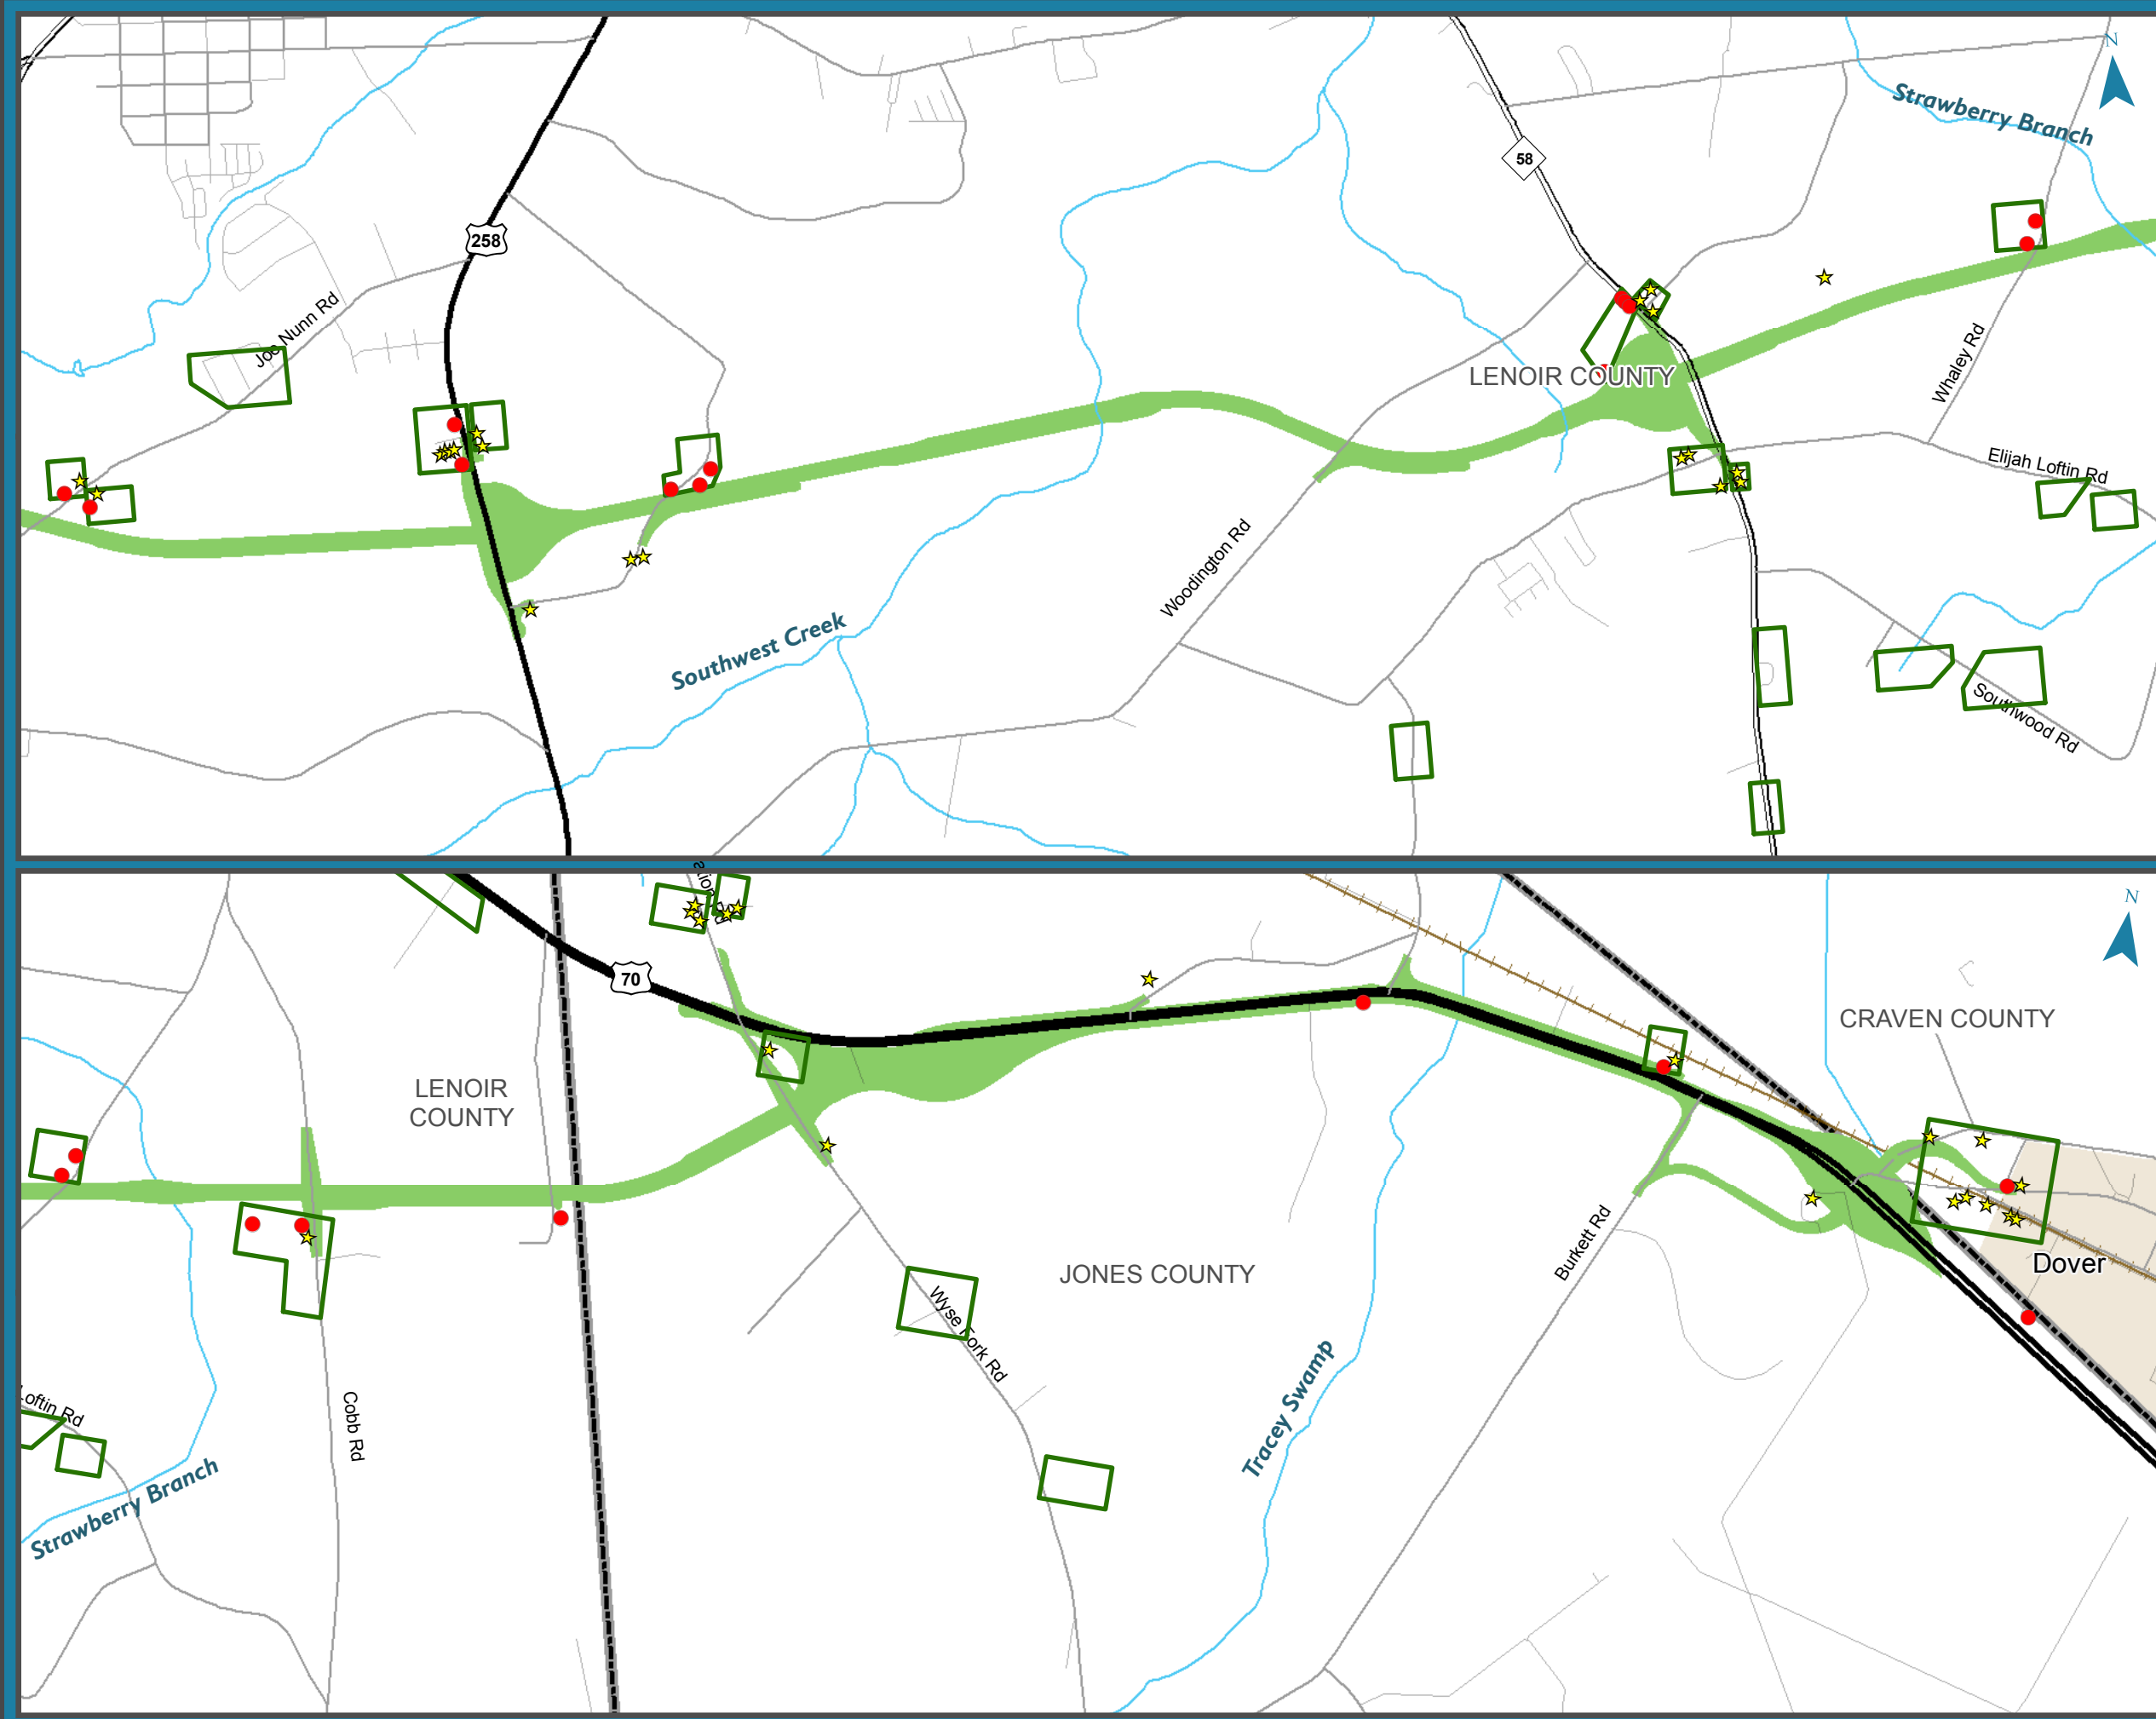 N
Strawberry Branch
58
258
Joe Nunn Rd
LENOIR COUNTY
Whaley Rd
Elijah Loftin Rd
Woodington Rd
Southwest Creek
Southwood Rd
N
70
CRAVEN COUNTY
LENOIR
COUNTY
JONES COUNTY
Burkett Rd
Dover
Wyse Fork Rd
Tracey Swamp
Loftin Rd
Cobb Rd
Strawberry Branch